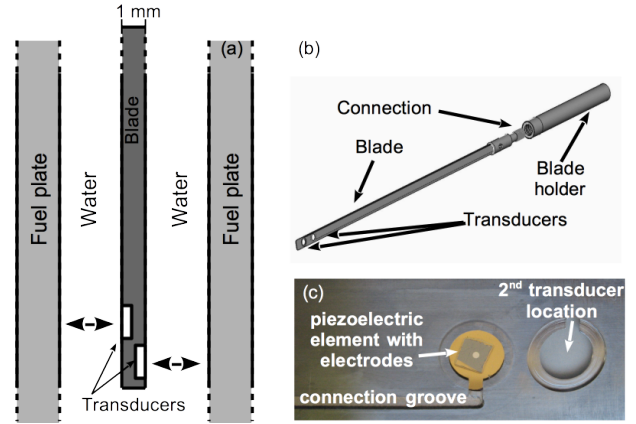 1 mm
(a)
Blade
Fuel plate
Water
Water
Fuel plate
Transducers
(b)
Connection
Blade
Blade
holder
Transducers
(c)
2nd transducer
location
piezoelectric
element with
electrodes
connection groove